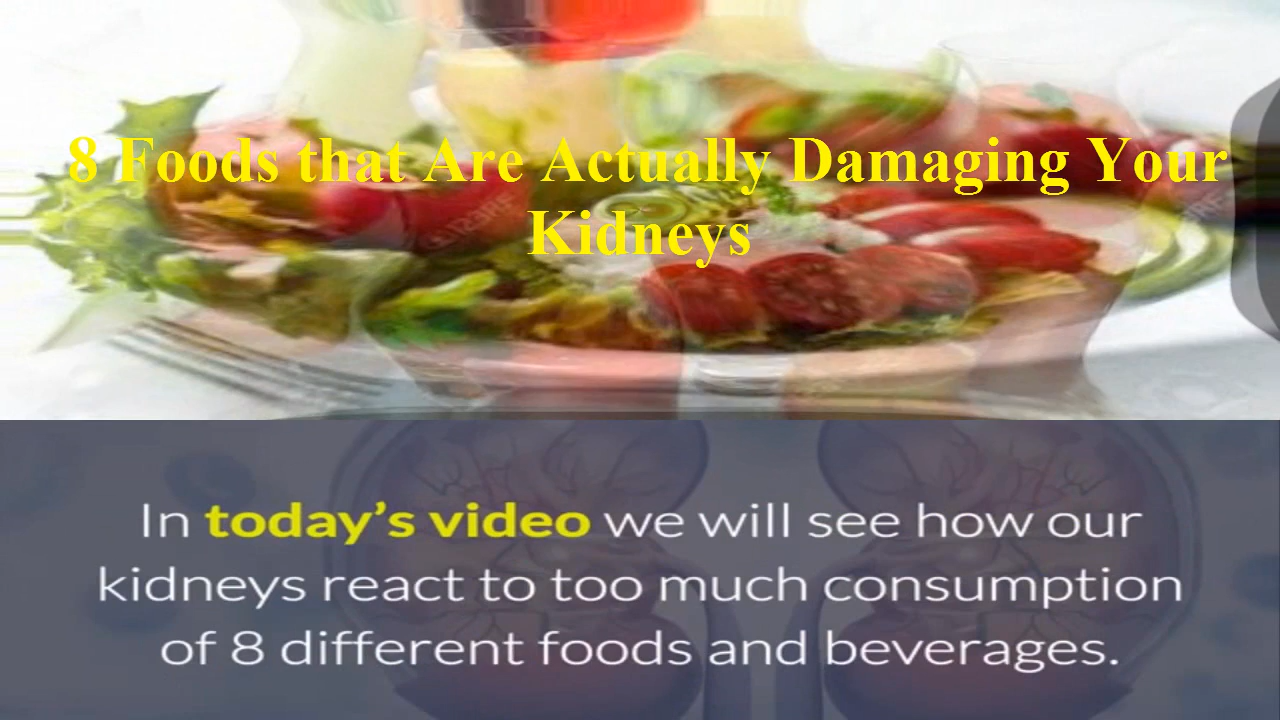 8 Foods that Are Actually Damaging Your
Kidneys
In today’s video we will see how our
kidneys react to too much consumption
of 8 different foods and beverages.